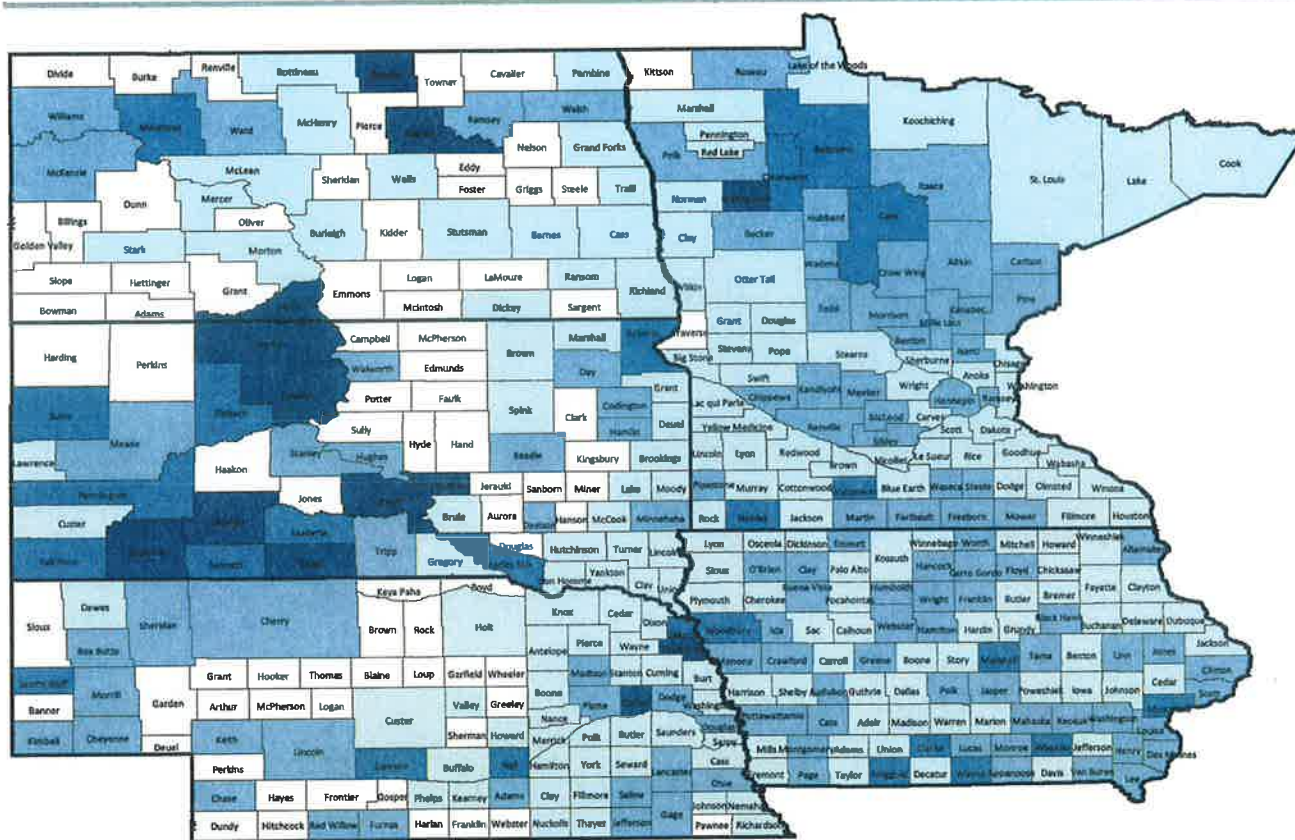 Divide Burke Renville Bottineau Towner Cavalier Pembina
Kittson Roseau Lake of the Woods
Williams Ward McHenry Pierce Ramsey Walsh
Marshall Pennington Red Lake Polk
Koochiching St. Louis Lake Cook
McKenzie Dunn McLean Mercer Oliver Sheridan Wells Eddy Foster Nelson Griggs Steele Grand Forks Traill
Norman Clay Becker Hubbard Cass Itasca
Billings Golden Valley Stark Morton Burleigh Kidder Stutsman Barnes Cass
Wadena Crow Wing Aitkin Carlton Pine
Slope Hettinger Grant Emmons Logan LaMoure Ransom Richland
Otter Tail Todd Morrison
Bowman Adams McIntosh Dickey Sargent
Grant Douglas Stevens Pope Stearns Big Stone
Harding Perkins Campbell McPherson Brown Marshall
Walworth Edmunds Day
Sherburne Anoka Wright Washington
Swift Chippewa Kandiyohi Meeker
Potter Faulk Spink Clark Codington Grant Deuel Hamlin
Lac qui Parle Yellow Medicine Renville McLeod Carver Scott Dakota
Meade Sully Hyde Hand Beadle Kingsbury Brookings
Lincoln Lyon Redwood Brown Nicollet Le Sueur Rice Goodhue Wabasha
Lawrence Haakon Stanley Hughes
Pennington Jones Jerauld Sanborn Miner Lake Moody
Pipestone Murray Cottonwood Blue Earth Waseca Steele Dodge Olmsted Winona
Custer Brule Aurora Hanson McCook Minnehaha
Rock Jackson Martin Faribault Freeborn Mower Fillmore Houston
Tripp Gregory Douglas Hutchinson Turner Lincoln
Yankton Clay Union
Lyon Osceola Dickinson Emmet Kossuth Winnebago Worth Mitchell Howard Winneshiek
Sioux O'Brien Clay Palo Alto Hancock Cerro Gordo Floyd Chickasaw
Fayette Clayton
Plymouth Cherokee Buena Vista Pocahontas Humboldt Wright Franklin Butler Bremer
Keya Paha Boyd
Sioux Dawes Sheridan Cherry Brown Rock Holt Knox Cedar Dixon
Box Butte Antelope Pierce Wayne
Woodbury Ida Sac Calhoun Webster Hamilton Hardin Grundy Black Hawk Buchanan Delaware Dubuque
Monona Crawford Carroll Greene Boone Story Marshall Tama Benton Linn Jones Jackson
Grant Hooker Thomas Blaine Loup Garfield Wheeler
Madison Stanton Cuming Burt
Morrill Garden
Harrison Shelby Audubon Guthrie Dallas Polk Jasper Poweshiek Iowa Johnson Cedar Clinton Scott
Banner Arthur McPherson Logan Custer Valley Greeley Boone Nance Platte Dodge Washington
Pottawattamie Cass Adair Madison Warren Marion Mahaska Keokuk Washington Louisa
Kimball Cheyenne Deuel Keith Lincoln
Sherman Howard Merrick Polk Butler Saunders
Mills Montgomery Adams Union Clarke Lucas Monroe Jefferson Henry Des Moines
Perkins Buffalo Hamilton York Seward Lancaster Cass Otoe
Fremont Page Taylor Decatur Wayne Appanoose Davis Van Buren Lee
Chase Hayes Frontier Gosper Phelps Kearney Adams Clay Fillmore Saline
Gage Johnson Nemaha
Dundy Hitchcock Red Willow Furnas Harlan Franklin Webster Nuckolls Thayer Jefferson Pawnee Richardson